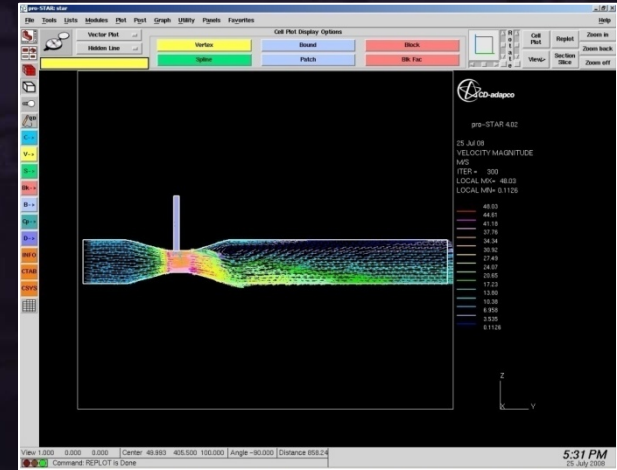 pro-STAR: star
File Tools Lists Modules Plot Post Graph Utility Panels Favorites Help
Vector Plot
Hidden Line
Cell Plot Display Options
Vertex Bound Block
Spline Patch Blk Fac
Rotate
Cell Plot
Replot
Zoom in
Zoom back
View
Section Slice
Zoom off
C->
V->
S->
Bk->
B->
Cp->
D->
INFO
CTAB
CSYS
CD-adapco
pro-STAR 4.02
25 Jul 08
VELOCITY MAGNITUDE
M/S
ITER = 300
LOCAL MX= 48.03
LOCAL MN= 0.1126
48.03
44.61
41.18
37.76
34.34
30.92
27.49
24.07
20.65
17.23
13.80
10.38
6.958
3.535
0.1126
Z
X Y
View 1.000 0.000 0.000 Center 49.993 405.500 100.000 Angle -90.000 Distance 658.24
Command: REPLOT is Done
5:31 PM
25 July 2008